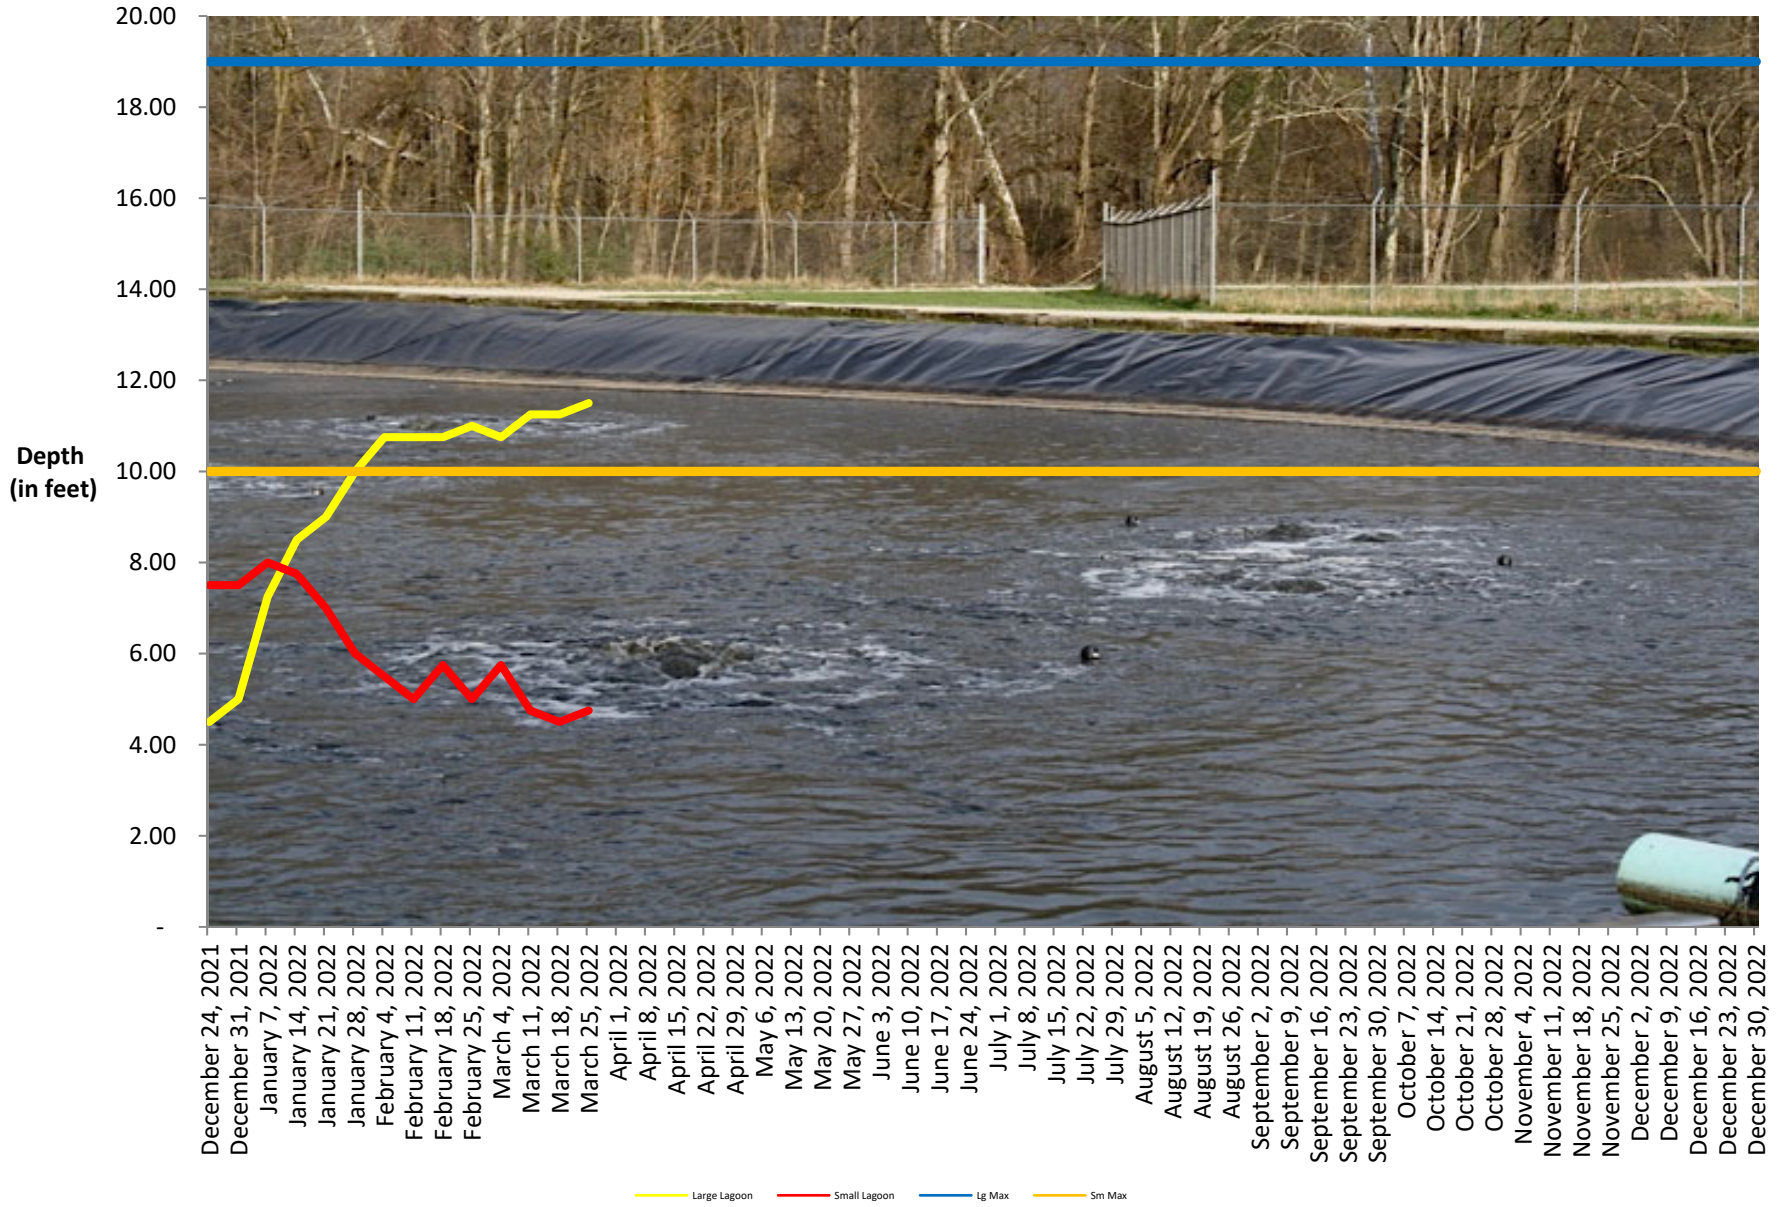 20.00
18.00
16.00
14.00
12.00
10.00
8.00
6.00
4.00
2.00
-
Depth
(in feet)
December 24, 2021
December 31, 2021
January 7, 2022
January 14, 2022
January 21, 2022
January 28, 2022
February 4, 2022
February 11, 2022
February 18, 2022
February 25, 2022
March 4, 2022
March 11, 2022
March 18, 2022
March 25, 2022
April 1, 2022
April 8, 2022
April 15, 2022
April 22, 2022
April 29, 2022
May 6, 2022
May 13, 2022
May 20, 2022
May 27, 2022
June 3, 2022
June 10, 2022
June 17, 2022
June 24, 2022
July 1, 2022
July 8, 2022
July 15, 2022
July 22, 2022
July 29, 2022
August 5, 2022
August 12, 2022
August 19, 2022
August 26, 2022
September 2, 2022
September 9, 2022
September 16, 2022
September 23, 2022
September 30, 2022
October 7, 2022
October 14, 2022
October 21, 2022
October 28, 2022
November 4, 2022
November 11, 2022
November 18, 2022
November 25, 2022
December 2, 2022
December 9, 2022
December 16, 2022
December 23, 2022
December 30, 2022
Large Lagoon
Small Lagoon
Lg Max
Sm Max